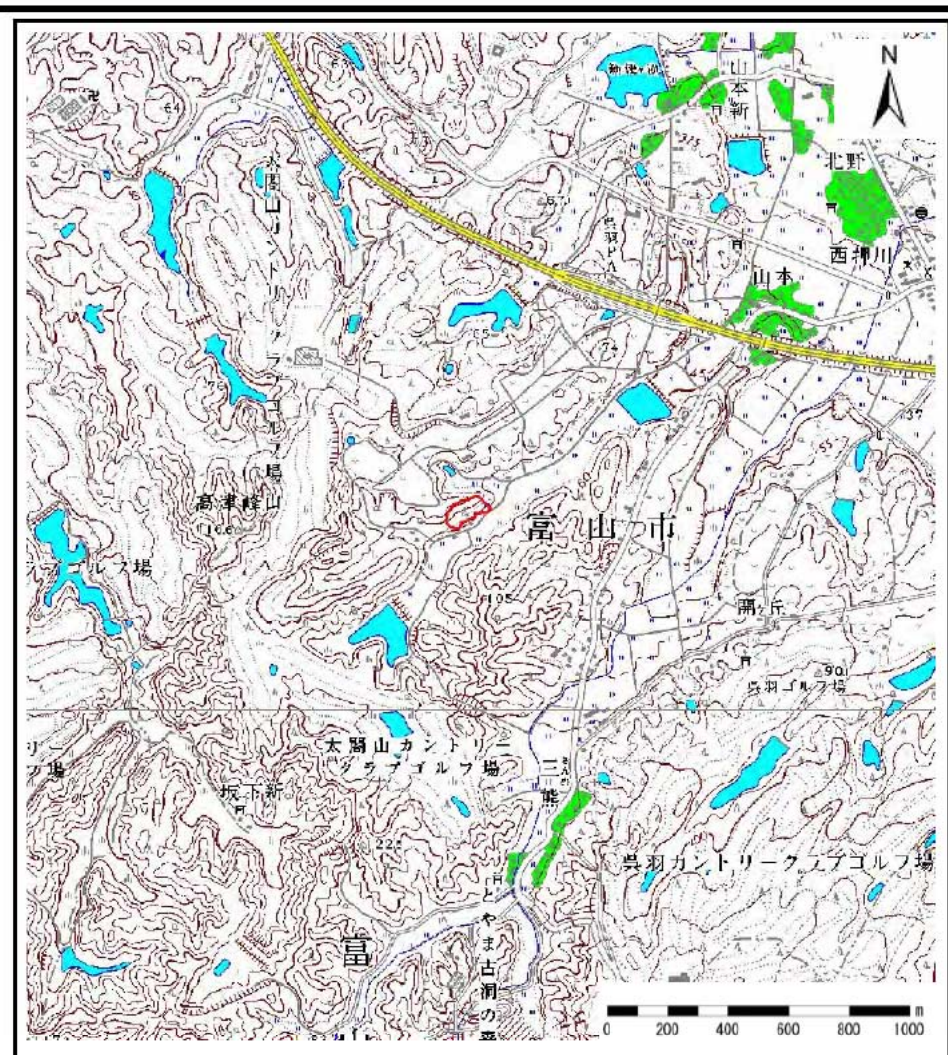 山本新
N
北野
西押川
山本
呉羽PA
太閤山カントリークラブゴルフ場
高津峰山
ラブゴルフ場
富山市
105
開ヶ丘
90
呉羽ゴルフ場
太閤山カントリー
クラブゴルフ場
三熊
坂下新
222
呉羽カントリークラブゴルフ場
富
とやま古洞の森
m
0 200 400 600 800 1000